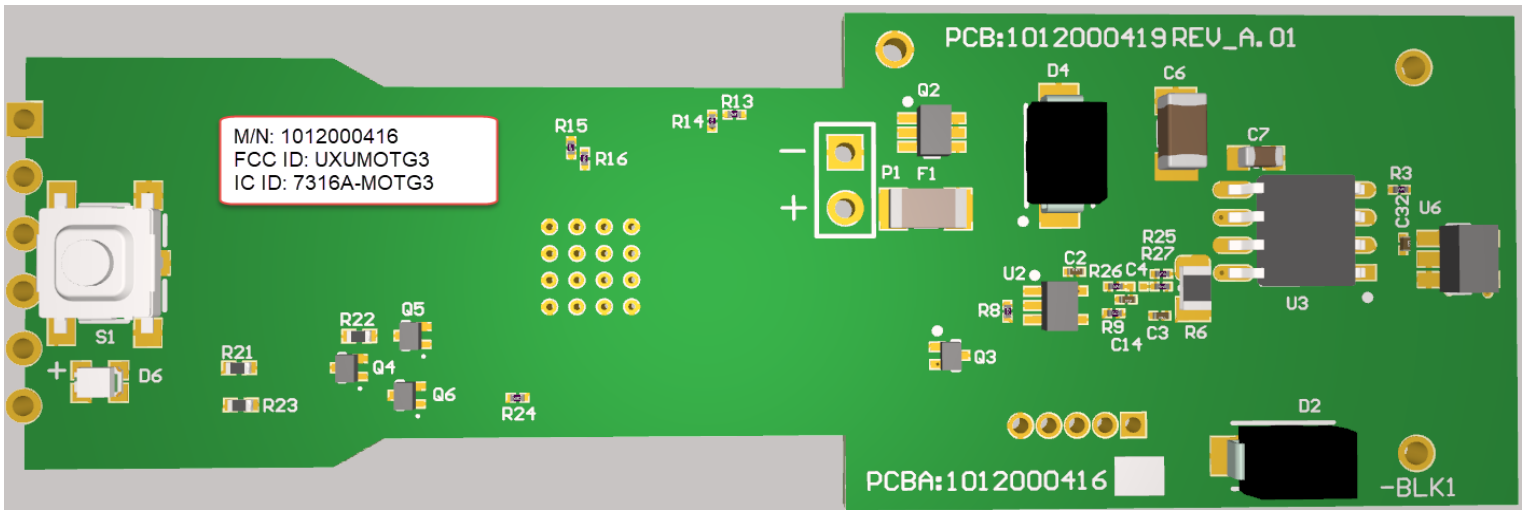 PCB:1012000419 REV_A.01
D4
C6
Q2
R13
R14
M/N: 1012000416
FCC ID: UXUMOTG3
IC ID: 7316A-MOTG3
R15
R16
C7
P1 F1
R3
C32
U6
R25
R27
C2
R26
C4
U2
R8
R9
C3
R6
U3
C14
Q5
R22
S1
R21
Q4
Q3
+
D6
Q6
R23
R24
D2
PCBA:1012000416
-BLK1
−
+